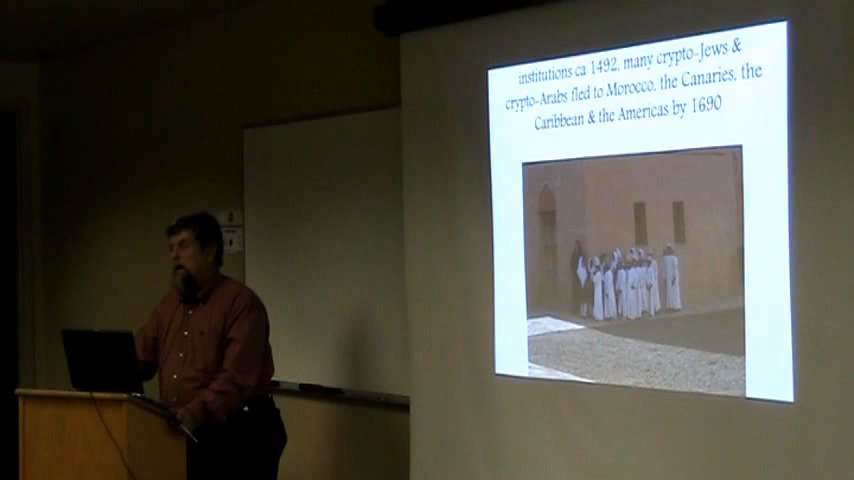 institutions ca 1492, many crypto-Jews &
crypto-Arabs fled to Morocco, the Canaries, the
Caribbean & the Americas by 1690